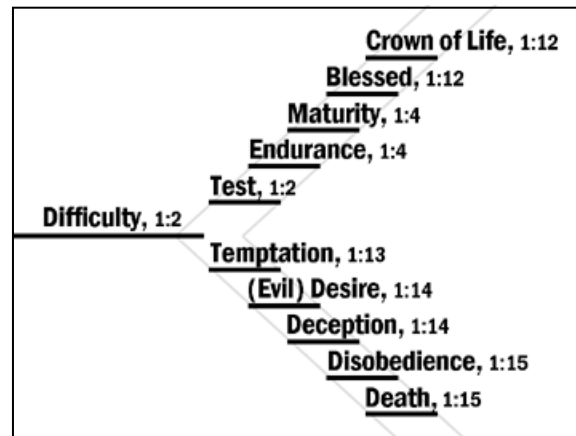 Crown of Life, 1:12
Blessed, 1:12
Maturity, 1:4
Endurance, 1:4
Test, 1:2
Difficulty, 1:2
Temptation, 1:13
(Evil) Desire, 1:14
Deception, 1:14
Disobedience, 1:15
Death, 1:15